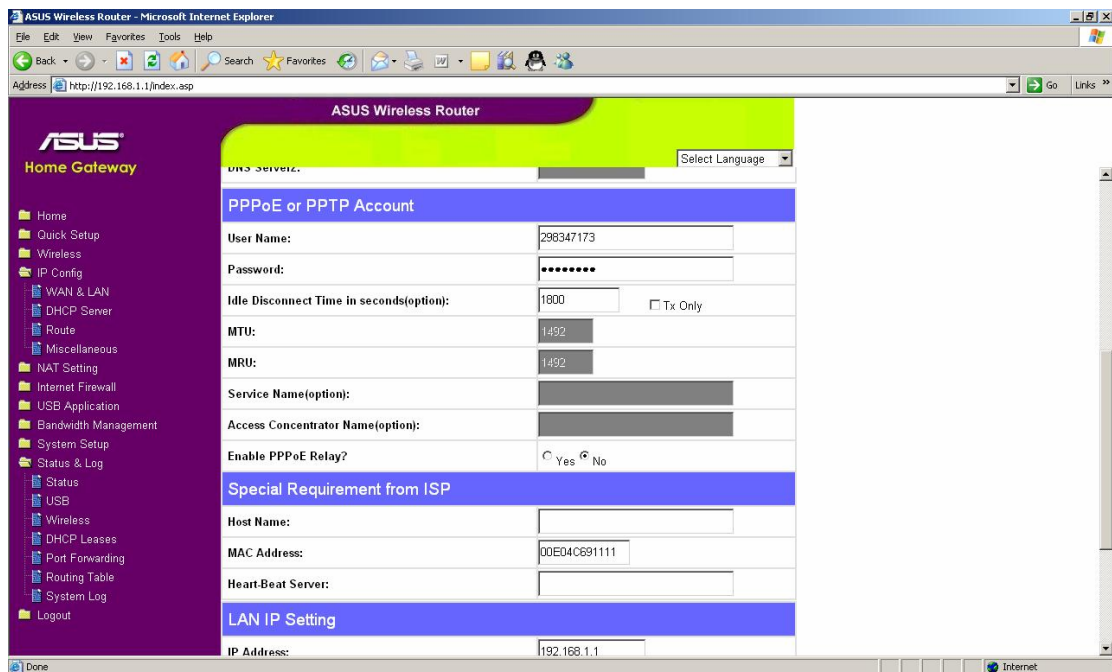 ASUS Wireless Router - Microsoft Internet Explorer
File Edit View Favorites Tools Help
Back Search Favorites
Address http://192.168.1.1/index.asp Go Links »
ASUS Wireless Router
ASUS
Home Gateway
Select Language
DNS Server2:
Home
Quick Setup
Wireless
IP Config
WAN & LAN
DHCP Server
Route
Miscellaneous
NAT Setting
Internet Firewall
USB Application
Bandwidth Management
System Setup
Status & Log
Status
USB
Wireless
DHCP Leases
Port Forwarding
Routing Table
System Log
Logout
PPPoE or PPTP Account
User Name: 298347173
Password: ●●●●●●●●
Idle Disconnect Time in seconds(option): 1800 Tx Only
MTU: 1492
MRU: 1492
Service Name(option):
Access Concentrator Name(option):
Enable PPPoE Relay? Yes No
Special Requirement from ISP
Host Name:
MAC Address: 00E04C691111
Heart-Beat Server:
LAN IP Setting
IP Address: 192.168.1.1
Done Internet